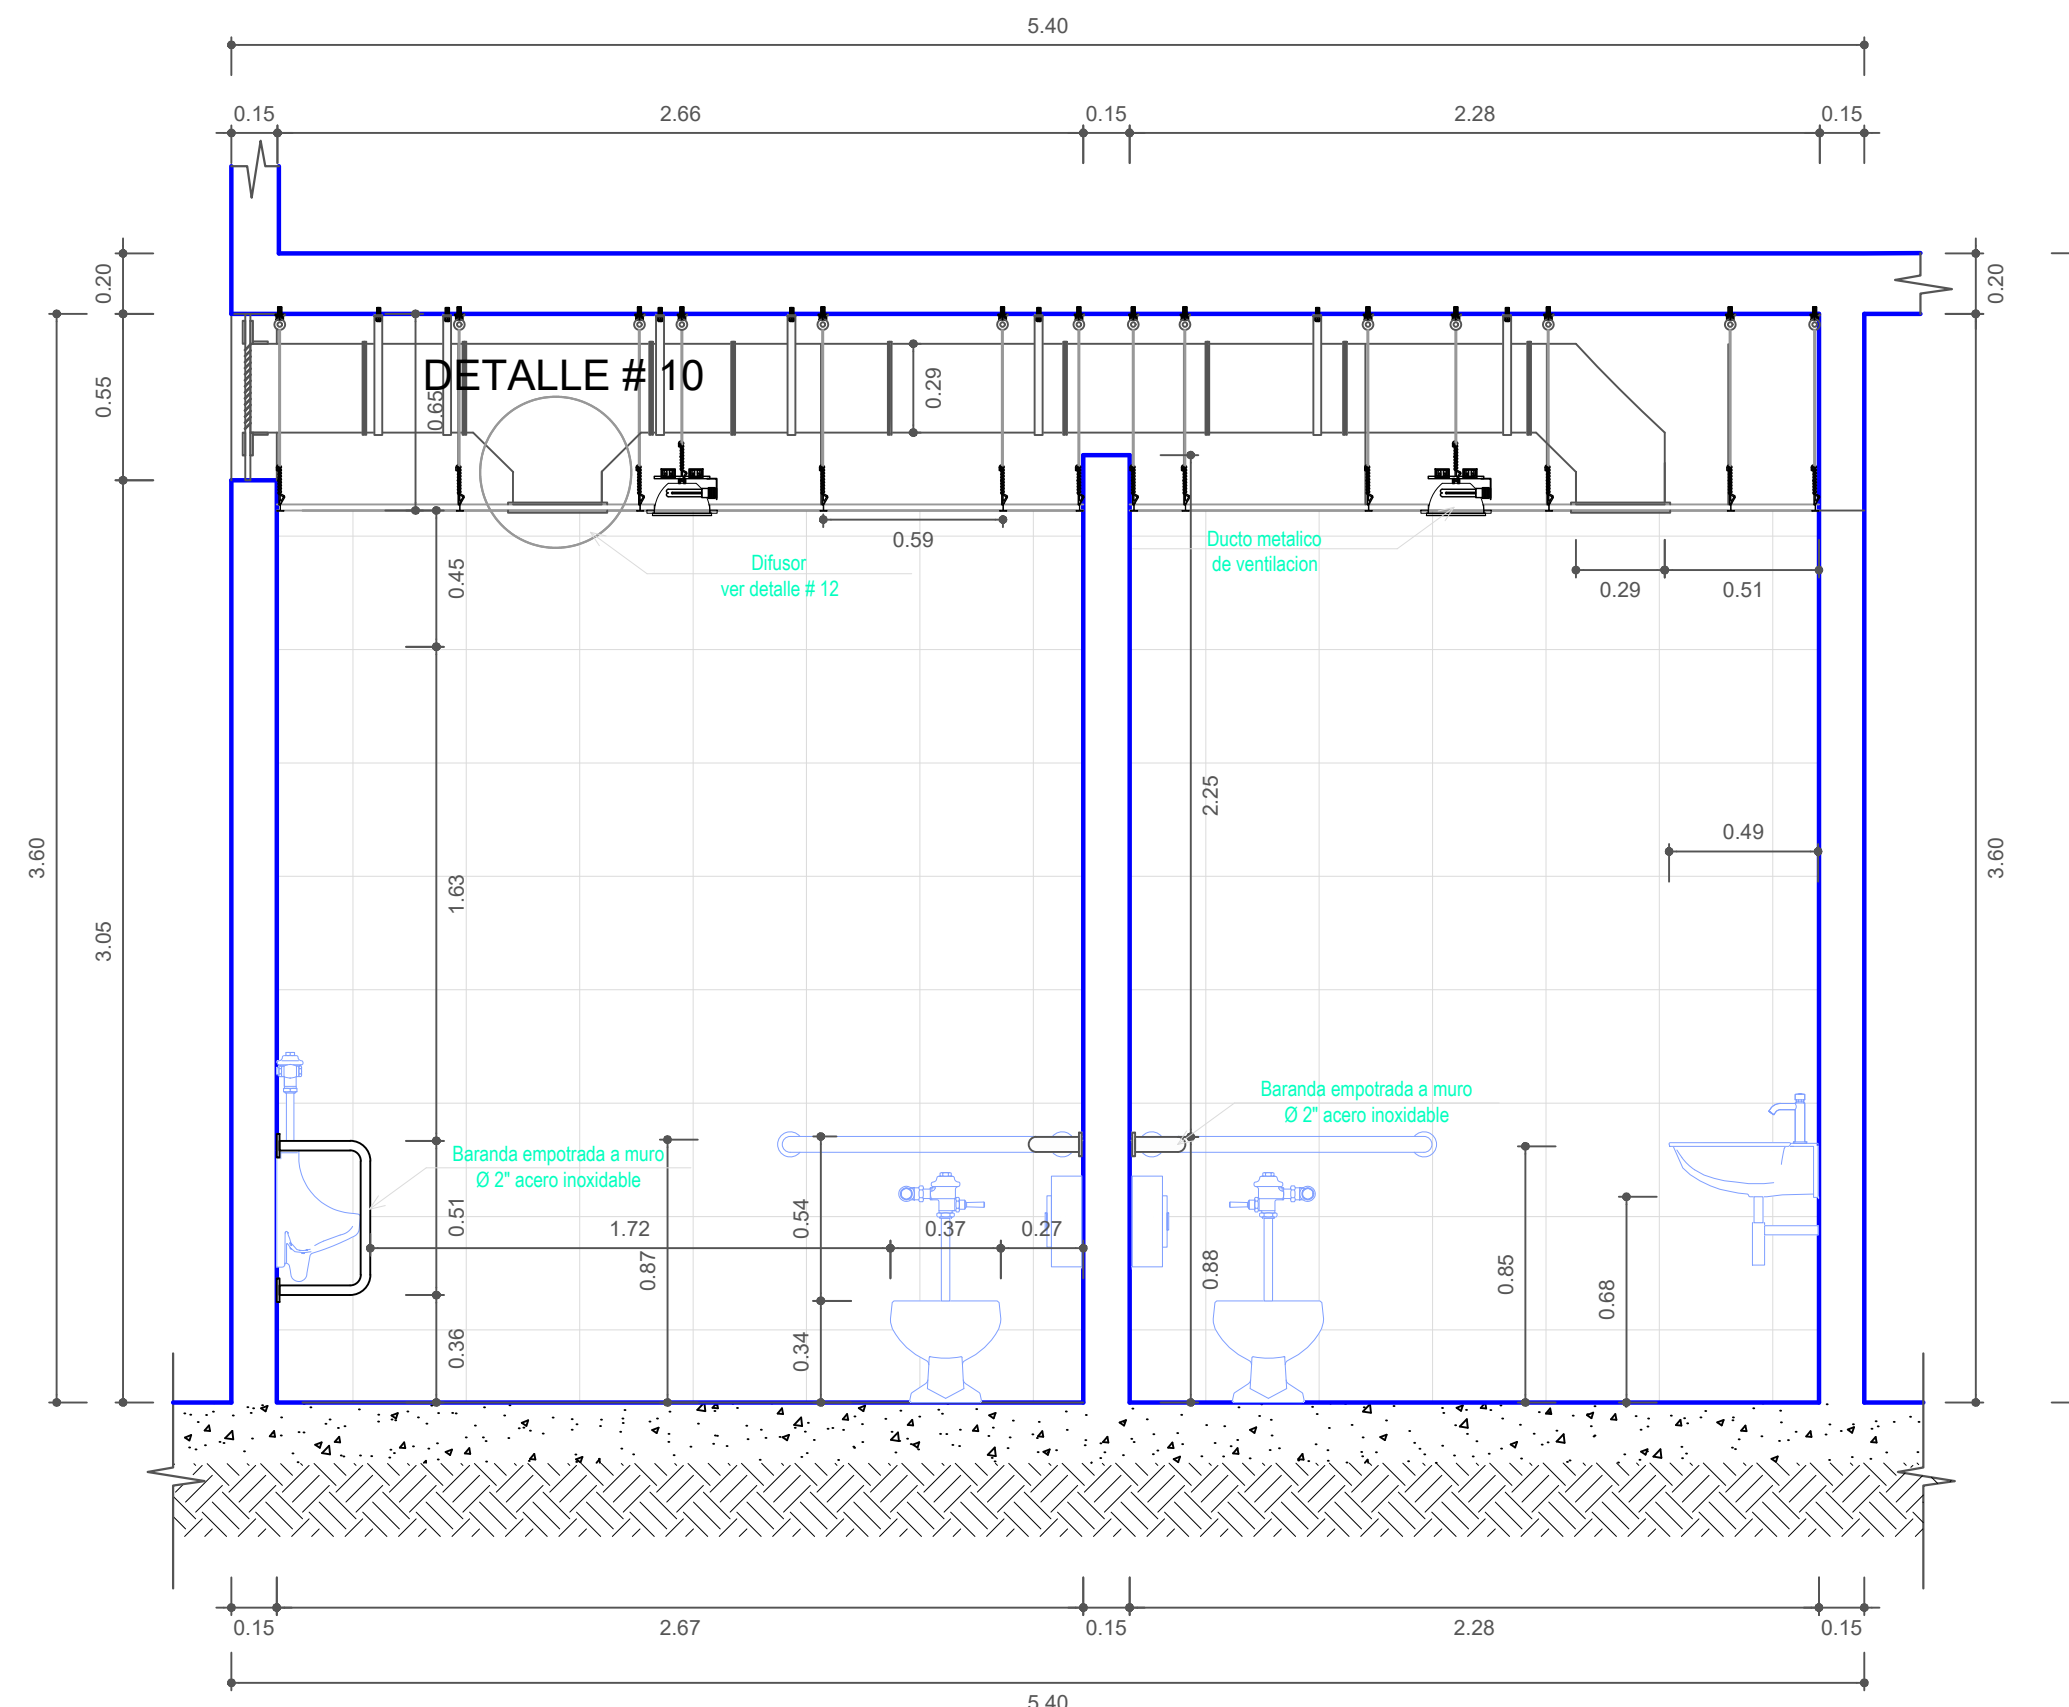 5.40
0.15 2.66 0.15 2.28 0.15
0.20
0.20
0.55
DETALLE # 10
0.65
0.29
0.59
Ducto metalico
de ventilacion
Difusor
ver detalle # 12
0.45
0.29 0.51
2.25
0.49
3.60
3.60
1.63
3.05
Baranda empotrada a muro
Ø 2" acero inoxidable
Baranda empotrada a muro
Ø 2" acero inoxidable
0.51
1.72
0.54
0.37
0.27
0.87
0.88
0.85
0.68
0.36
0.34
0.15 2.67 0.15 2.28 0.15
5.40